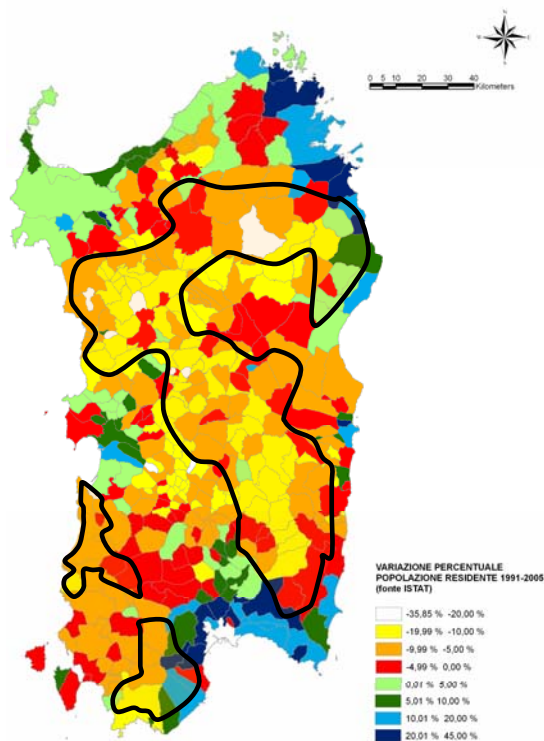 0 5 10 20 30 40
Kilometers
VARIAZIONE PERCENTUALE
POPOLAZIONE RESIDENTE 1991-2005
(fonte ISTAT)
-35,85 % -20,00 %
-19,99 % -10,00 %
-9,99 % -5,00 %
-4,99 % 0,00 %
0,01 % 5,00 %
5,01 % 10,00 %
10,01 % 20,00 %
20,01 % 45,00 %